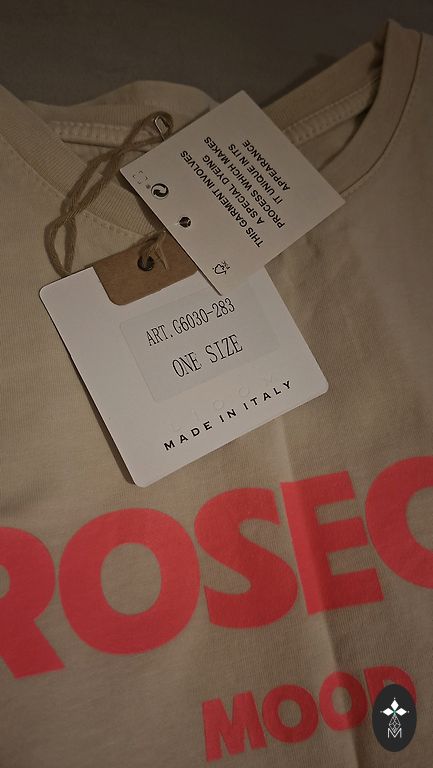 THIS GARMENT INVOLVES
A SPECIAL DYEING
PROCESS WHICH MAKES
IT UNIQUE IN ITS
APPEARANCE
ART. G6030-283
ONE SIZE
MADE IN ITALY
ROSEC
MOOD